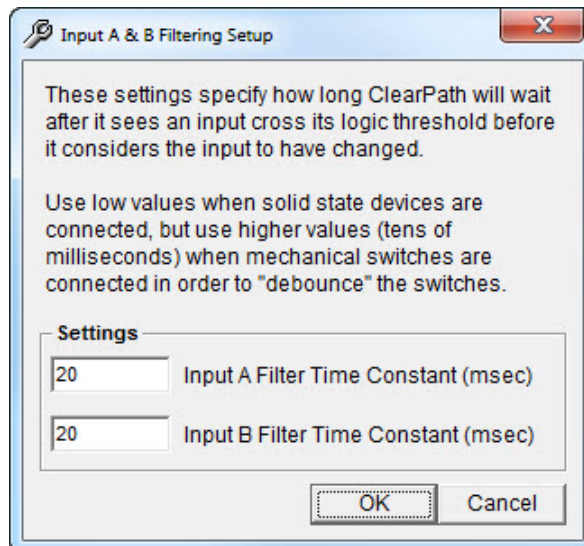 Input A & B Filtering Setup
These settings specify how long ClearPath will wait
after it sees an input cross its logic threshold before
it considers the input to have changed.
Use low values when solid state devices are
connected, but use higher values (tens of
milliseconds) when mechanical switches are
connected in order to "debounce" the switches.
Settings
20 Input A Filter Time Constant (msec)
20 Input B Filter Time Constant (msec)
OK Cancel